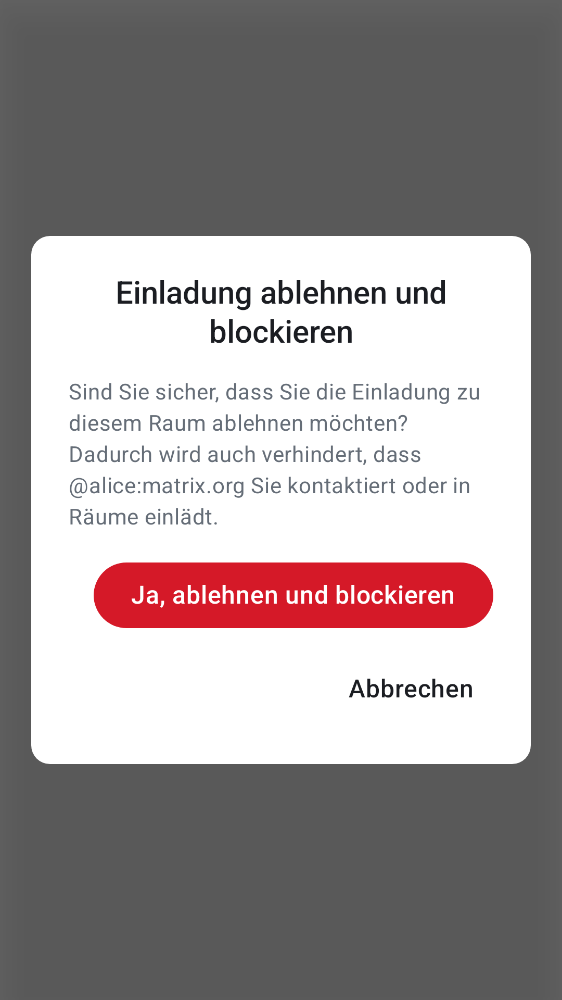 Einladung ablehnen und
blockieren
Sind Sie sicher, dass Sie die Einladung zu
diesem Raum ablehnen möchten?
Dadurch wird auch verhindert, dass
@alice:matrix.org Sie kontaktiert oder in
Räume einlädt.
Ja, ablehnen und blockieren
Abbrechen